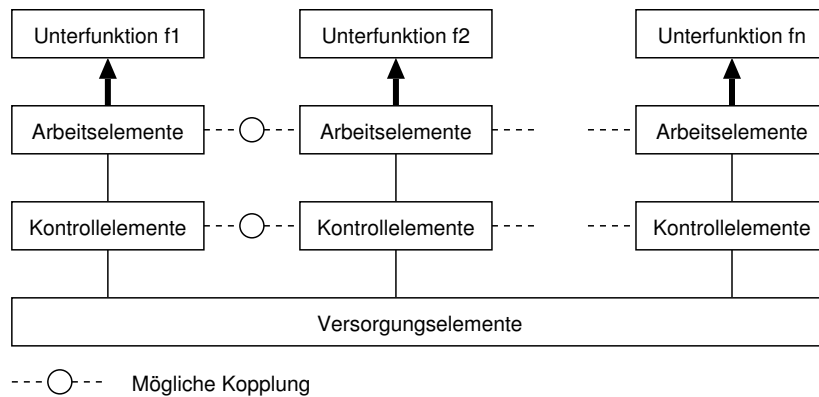 Unterfunktion f1 Unterfunktion f2 Unterfunktion fn
Arbeitselemente Arbeitselemente Arbeitselemente
Kontrollelemente Kontrollelemente Kontrollelemente
Versorgungselemente
Mögliche Kopplung